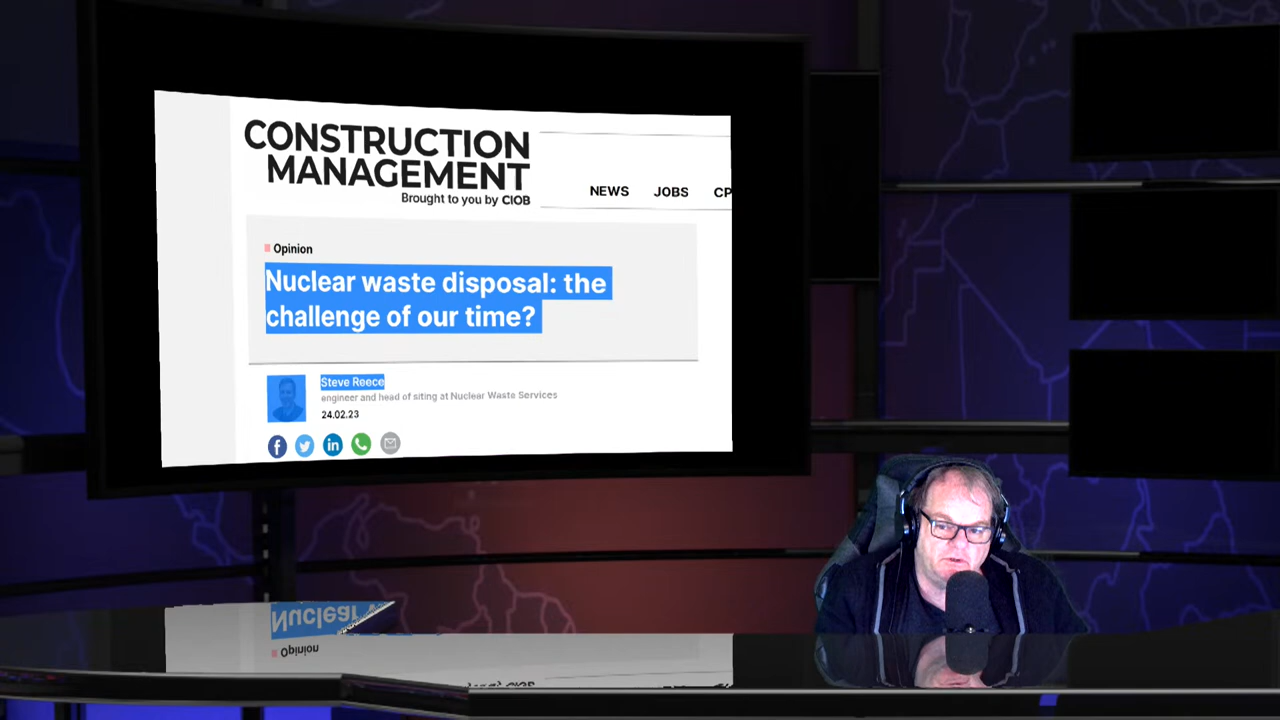 CONSTRUCTION
MANAGEMENT
Brought to you by CIOB
NEWS JOBS CP
Opinion
Nuclear waste disposal: the
challenge of our time?
Steve Reece
engineer and head of siting at Nuclear Waste Services
24.02.23
Nuclear
Opinion